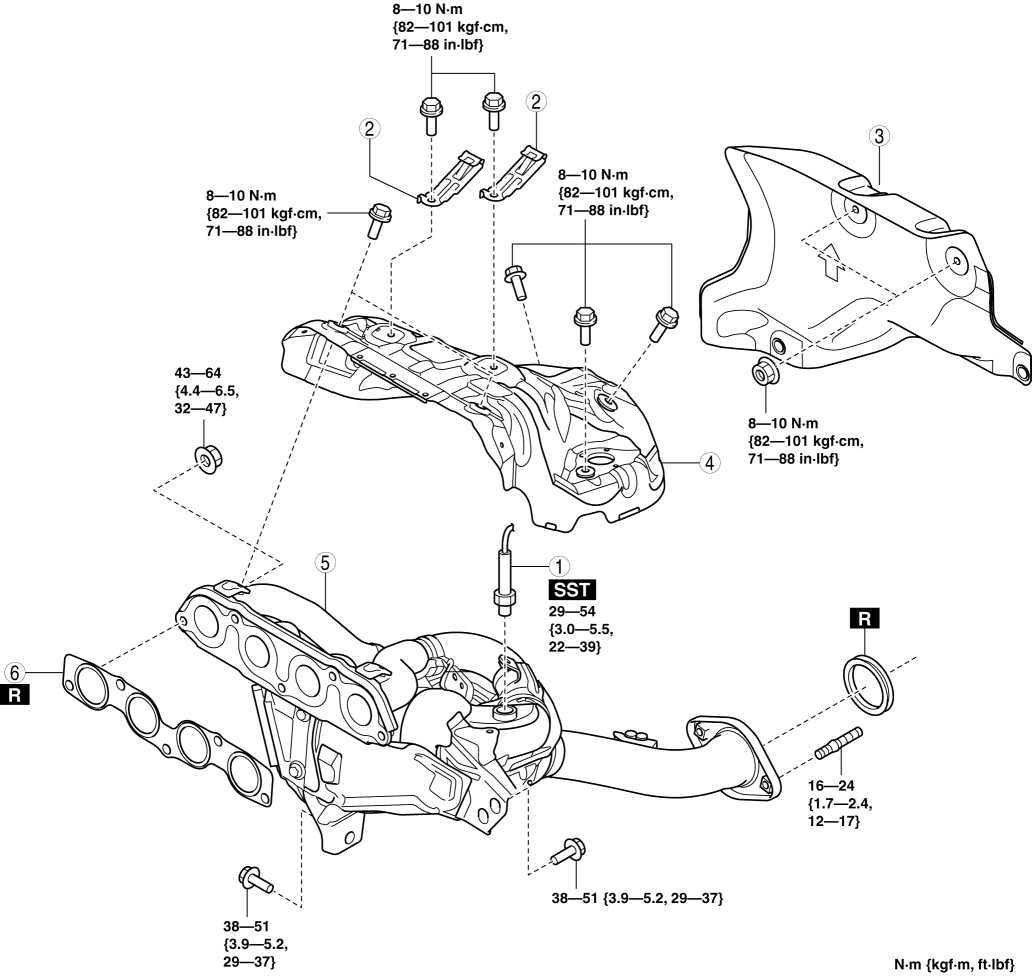 8—10 N·m
{82—101 kgf·cm,
71—88 in·lbf}
2
2
3
8—10 N·m
{82—101 kgf·cm,
71—88 in·lbf}
8—10 N·m
{82—101 kgf·cm,
71—88 in·lbf}
43—64
{4.4—6.5,
32—47}
8—10 N·m
{82—101 kgf·cm,
71—88 in·lbf}
4
5
1
SST
29—54
{3.0—5.5,
22—39}
R
6
R
16—24
{1.7—2.4,
12—17}
38—51 {3.9—5.2, 29—37}
38—51
{3.9—5.2,
29—37}
N·m {kgf·m, ft·lbf}